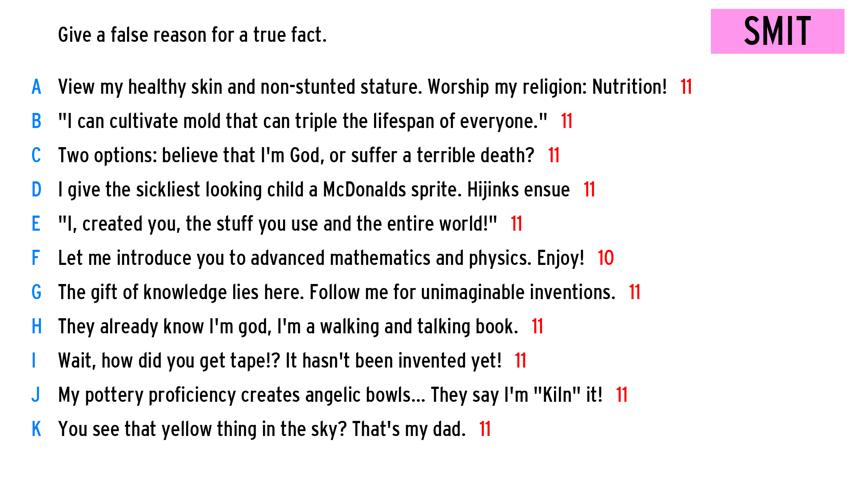 Give a false reason for a true fact.
SMIT
A View my healthy skin and non-stunted stature. Worship my religion: Nutrition! 11
B "I can cultivate mold that can triple the lifespan of everyone." 11
C Two options: believe that I'm God, or suffer a terrible death? 11
D I give the sickliest looking child a McDonalds sprite. Hijinks ensue 11
E "I, created you, the stuff you use and the entire world!" 11
F Let me introduce you to advanced mathematics and physics. Enjoy! 10
G The gift of knowledge lies here. Follow me for unimaginable inventions. 11
H They already know I'm god, I'm a walking and talking book. 11
I Wait, how did you get tape!? It hasn't been invented yet! 11
J My pottery proficiency creates angelic bowls... They say I'm "Kiln" it! 11
K You see that yellow thing in the sky? That's my dad. 11